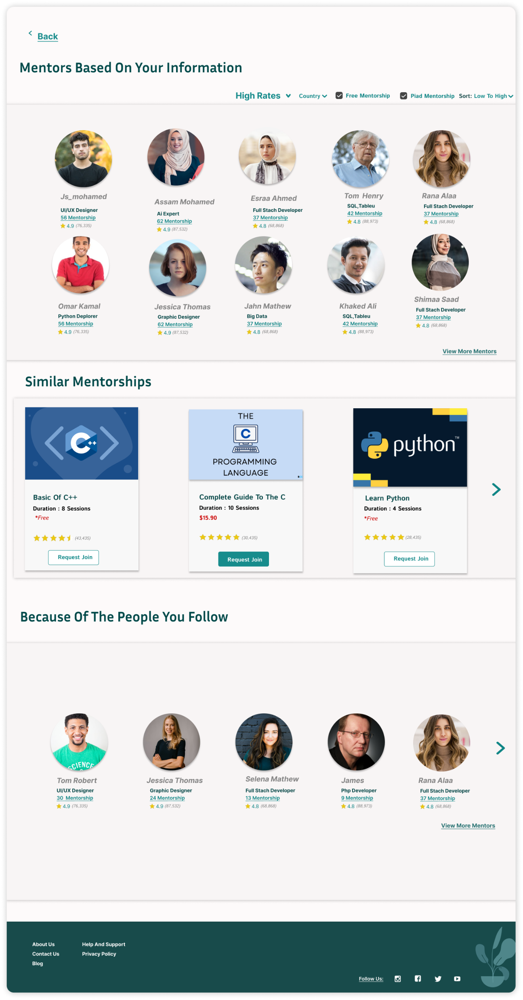 Back
Mentors Based On Your Information
High Rates Country Free Mentorship Piad Mentorship Sort: Low To High
Js_mohamed
UI/UX Designer
56 Mentorship
4.9 (76,335)
Assam Mohamed
Ai Expert
62 Mentorship
4.9 (87,532)
Esraa Ahmed
Full Stach Developer
37 Mentorship
4.8 (68,868)
Tom Henry
SQL,Tableu
42 Mentorship
4.8 (88,973)
Rana Alaa
Full Stach Developer
37 Mentorship
4.8 (68,868)
Omar Kamal
Python Deplorer
56 Mentorship
4.9 (76,335)
Jessica Thomas
Graphic Designer
62 Mentorship
4.9 (87,532)
Jahn Mathew
Big Data
37 Mentorship
4.8 (68,868)
Khaked Ali
SQL,Tableu
42 Mentorship
4.8 (88,973)
Shimaa Saad
Full Stach Developer
37 Mentorship
4.8 (68,868)
View More Mentors
Similar Mentorships
C++
Basic Of C++
Duration : 8 Sessions
*Free
(43,435)
Request Join
THE
C
PROGRAMMING
LANGUAGE
Complete Guide To The C
Duration : 10 Sessions
$15.90
(30,435)
Request Join
python™
Learn Python
Duration : 4 Sessions
*Free
(28,435)
Request Join
Because Of The People You Follow
SCIENCE
Tom Robert
UI/UX Designer
30 Mentorship
4.9 (76,335)
Jessica Thomas
Graphic Designer
24 Mentorship
4.9 (87,532)
Selena Mathew
Full Stach Developer
13 Mentorship
4.8 (68,868)
James
Php Developer
9 Mentorship
4.8 (88,973)
Rana Alaa
Full Stach Developer
37 Mentorship
4.8 (68,868)
View More Mentors
About Us
Contact Us
Blog
Help And Support
Privacy Policy
Follow Us: